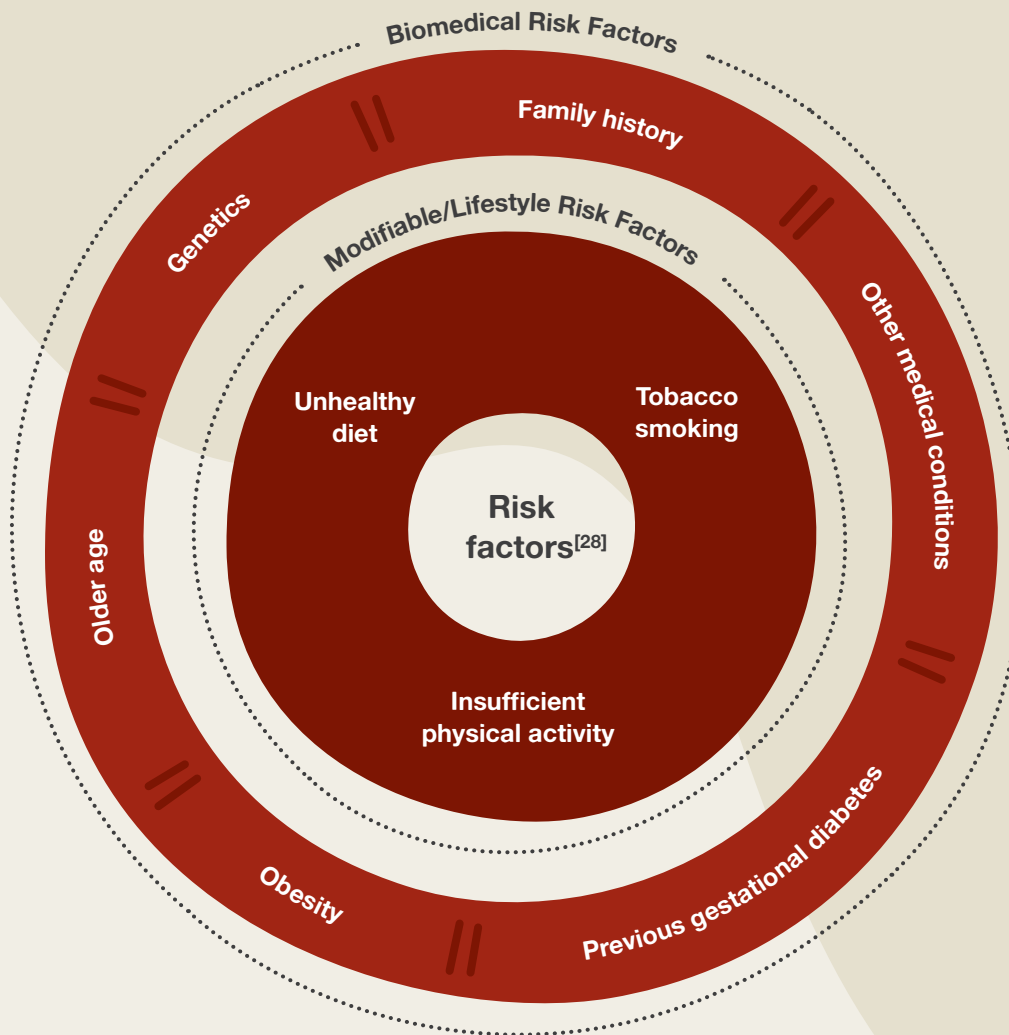 Biomedical Risk Factors
Family history
Genetics
Other medical conditions
Older age
Obesity
Previous gestational diabetes
Modifiable/Lifestyle Risk Factors
Unhealthy
diet
Tobacco
smoking
Insufficient
physical activity
Risk
factors[28]